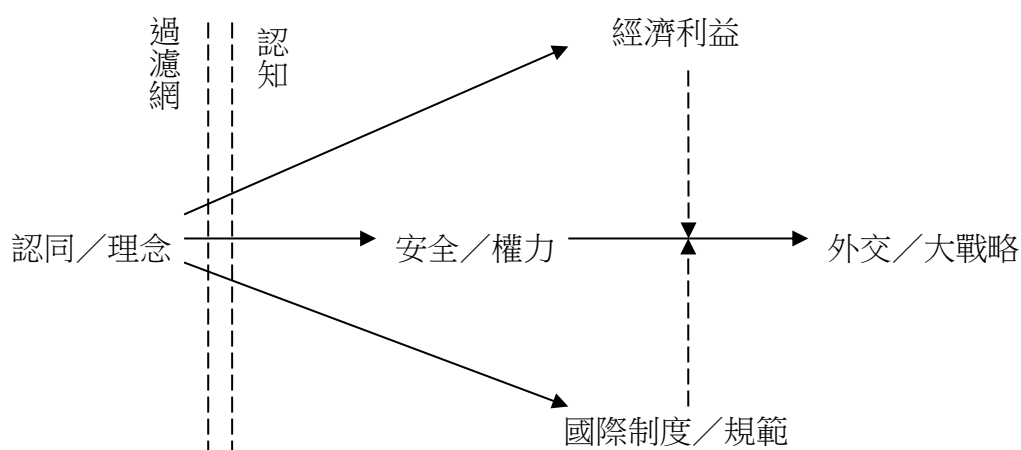 過濾網
認知
經濟利益
認同／理念
安全／權力
外交／大戰略
國際制度／規範